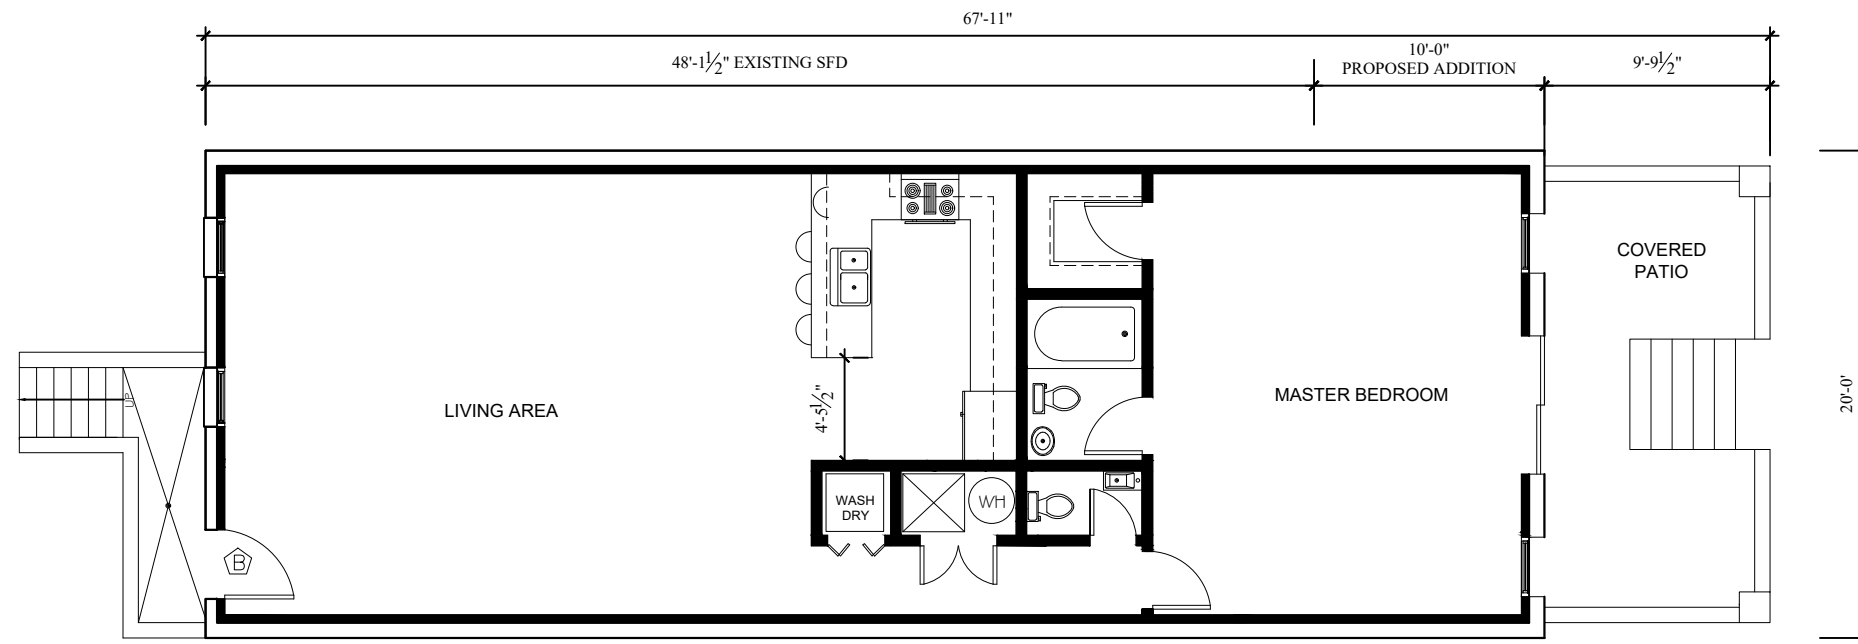 67'-11"
48'-1½" EXISTING SFD
10'-0"
PROPOSED ADDITION
9'-9½"
COVERED
PATIO
UP
LIVING AREA
4'-5½"
MASTER BEDROOM
20'-0'
WASH
DRY
WH
B